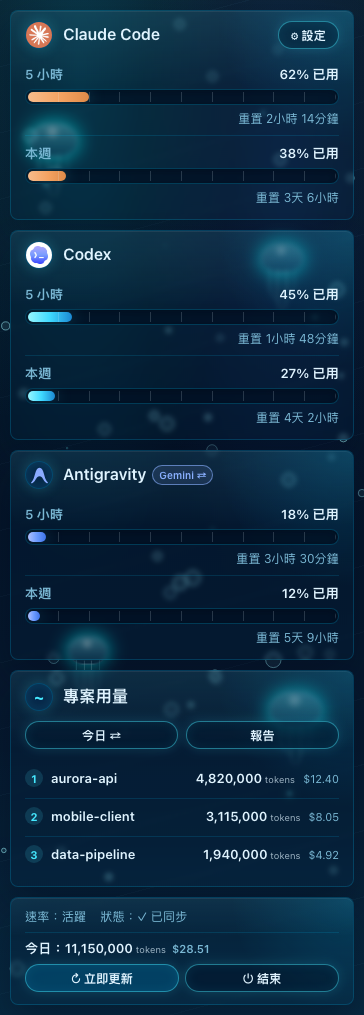 Claude Code ⚙ 設定
5 小時 62% 已用
重置 2小時 14分鐘
本週 38% 已用
重置 3天 6小時
Codex
5 小時 45% 已用
重置 1小時 48分鐘
本週 27% 已用
重置 4天 2小時
Antigravity Gemini ⇄
5 小時 18% 已用
重置 3小時 30分鐘
本週 12% 已用
重置 5天 9小時
~ 專案用量
今日 ⇄ 報告
1 aurora-api 4,820,000 tokens $12.40
2 mobile-client 3,115,000 tokens $8.05
3 data-pipeline 1,940,000 tokens $4.92
速率：活躍 狀態：✓ 已同步
今日：11,150,000 tokens $28.51
↻ 立即更新 ⏻ 結束